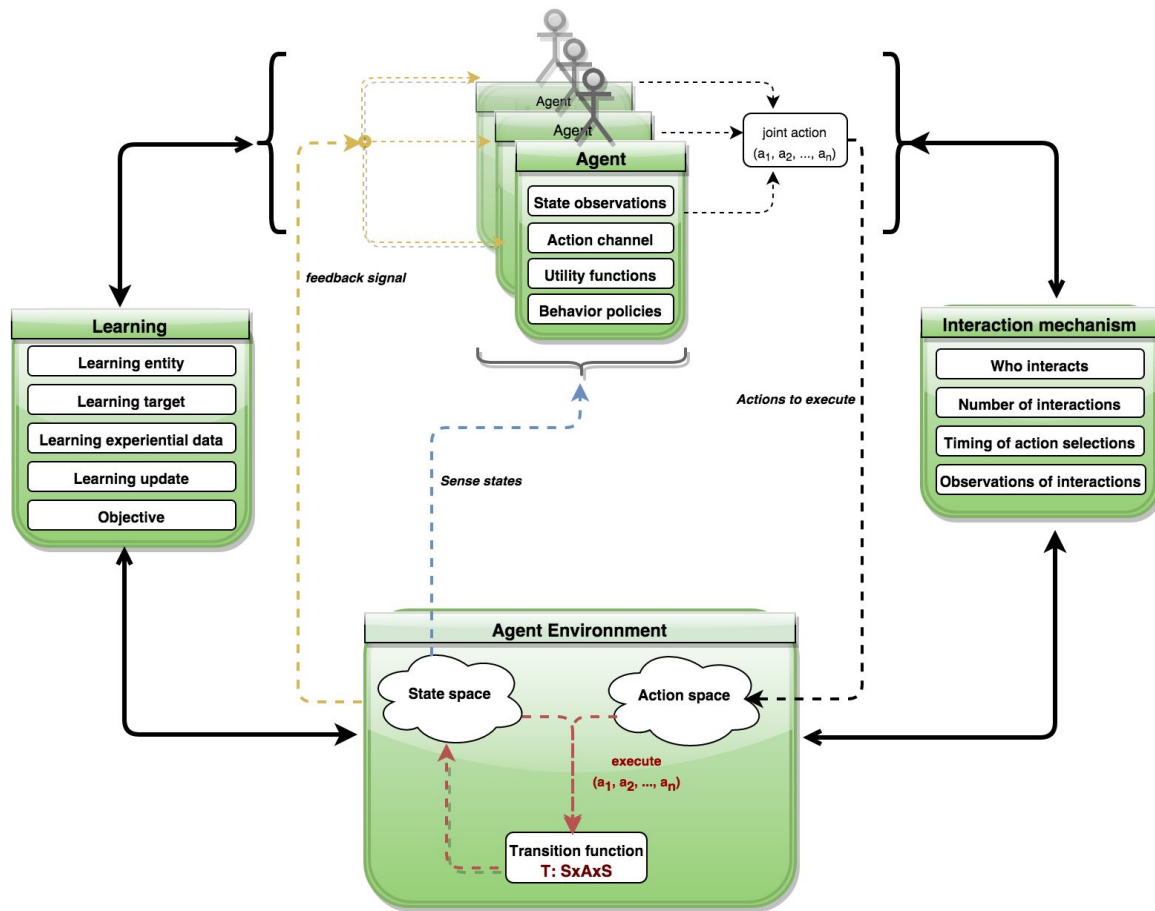 Agent
Agent
Agent
State observations
Action channel
Utility functions
Behavior policies
joint action
(a1, a2, ..., an)
feedback signal
Learning
Learning entity
Learning target
Learning experiential data
Learning update
Objective
Sense states
Actions to execute
Interaction mechanism
Who interacts
Number of interactions
Timing of action selections
Observations of interactions
Agent Environnment
State space
Action space
execute
(a1, a2, ..., an)
Transition function
T: SxAxS